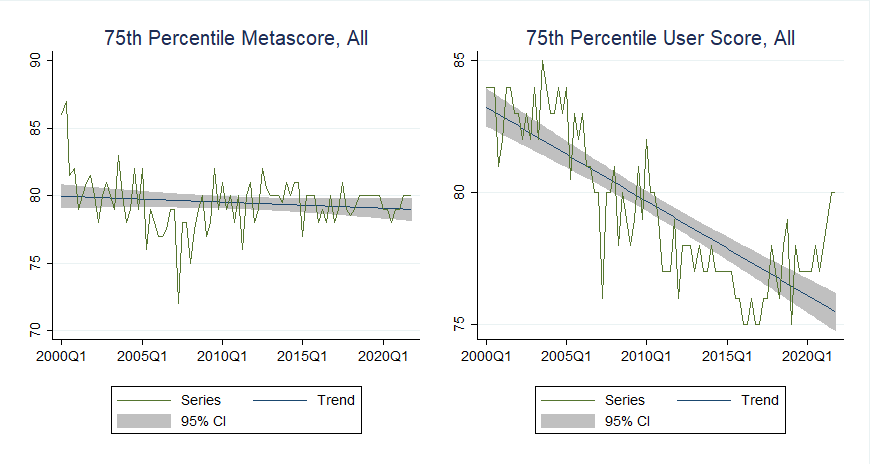 75th Percentile Metascore, All
90
85
80
75
70
2000Q1 2005Q1 2010Q1 2015Q1 2020Q1
Series Trend
95% CI
75th Percentile User Score, All
85
80
75
2000Q1 2005Q1 2010Q1 2015Q1 2020Q1
Series Trend
95% CI